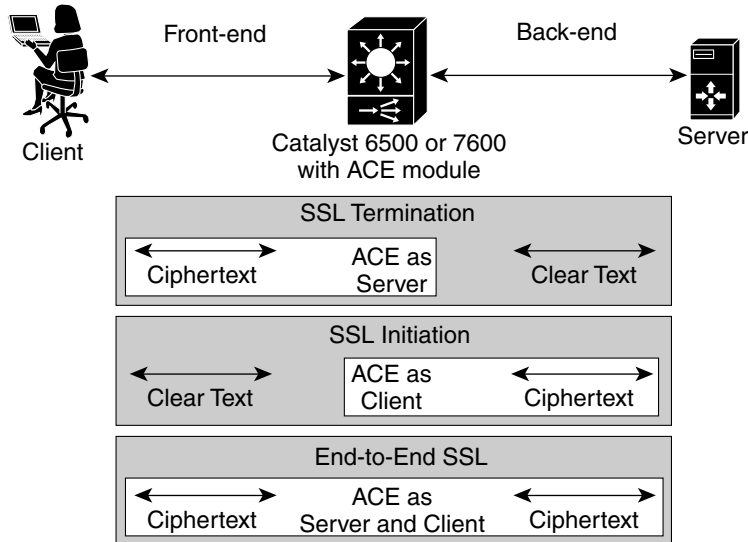 Front-end
Back-end
Client
Catalyst 6500 or 7600
with ACE module
Server
SSL Termination
Ciphertext
ACE as
Server
Clear Text
SSL Initiation
Clear Text
ACE as
Client
Ciphertext
End-to-End SSL
Ciphertext
ACE as
Server and Client
Ciphertext